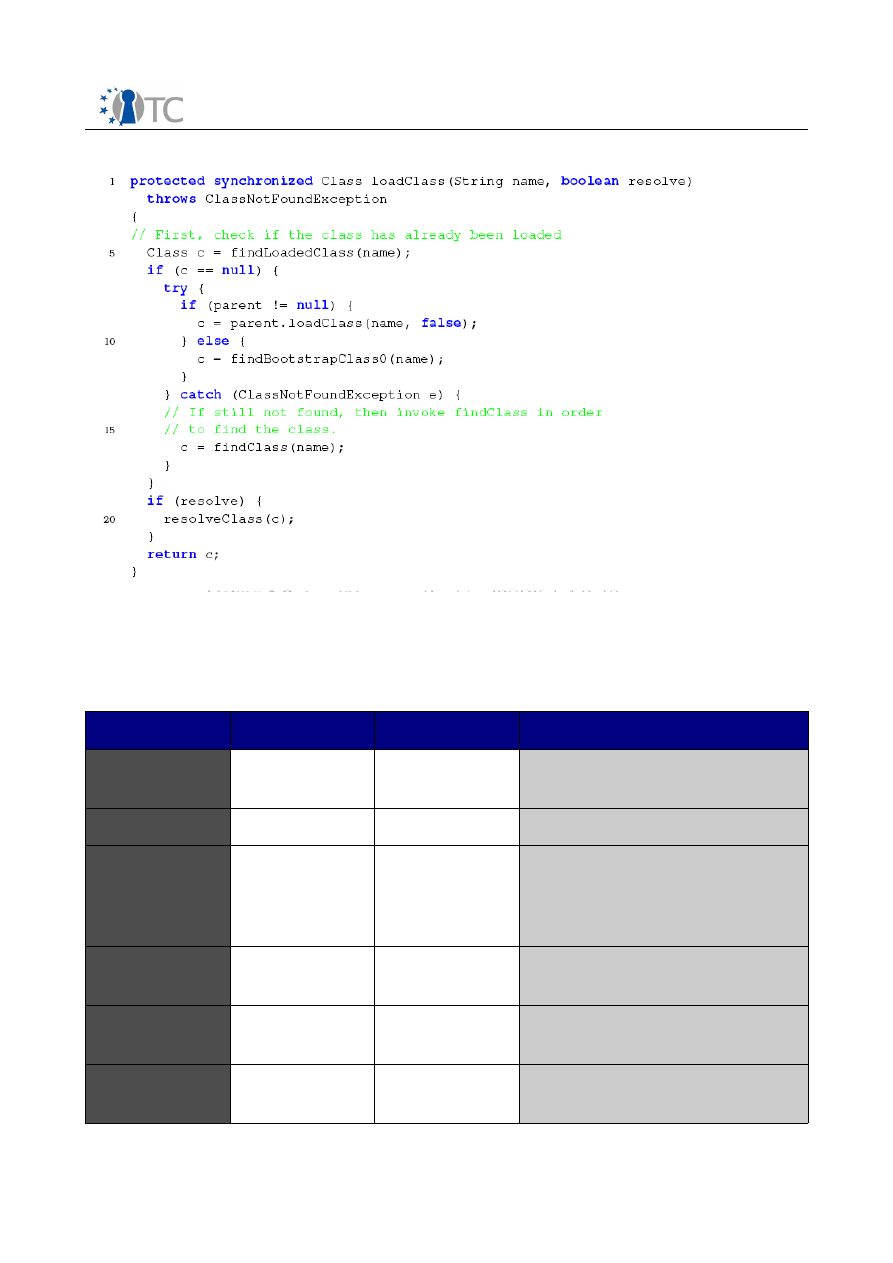 TC
1 protected synchronized Class loadClass(String name, boolean resolve)
throws ClassNotFoundException
{
// First, check if the class has already been loaded
5 Class c = findLoadedClass(name);
if (c == null) {
try {
if (parent != null) {
c = parent.loadClass(name, false);
10 } else {
c = findBootstrapClass0(name);
}
} catch (ClassNotFoundException e) {
// If still not found, then invoke findClass in order
15 // to find the class.
c = findClass(name);
}
}
if (resolve) {
20 resolveClass(c);
}
return c;
}